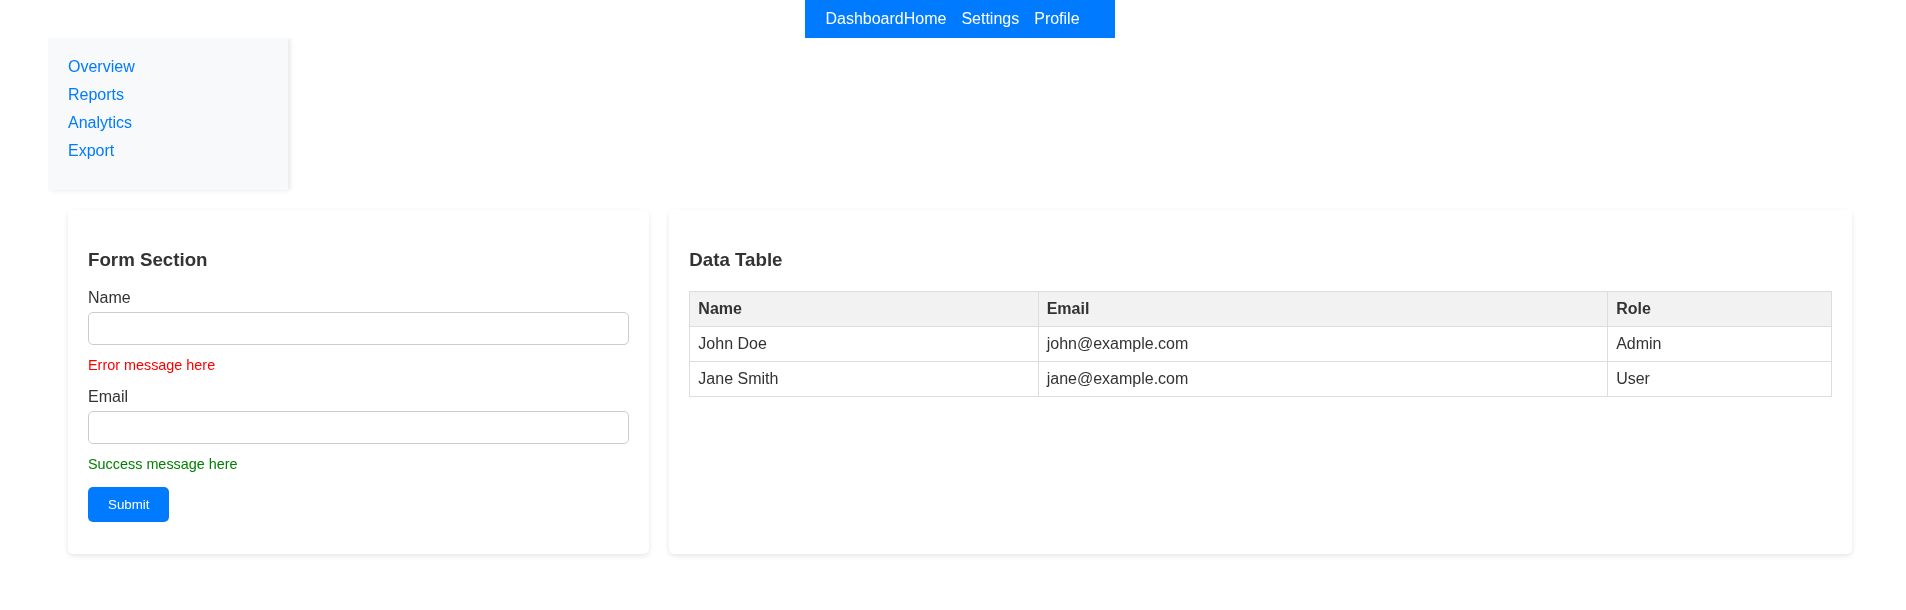 DashboardHome Settings Profile
Overview
Reports
Analytics
Export
Form Section
Name
Error message here
Email
Success message here
Submit
Data Table
Name Email Role
John Doe john@example.com Admin
Jane Smith jane@example.com User